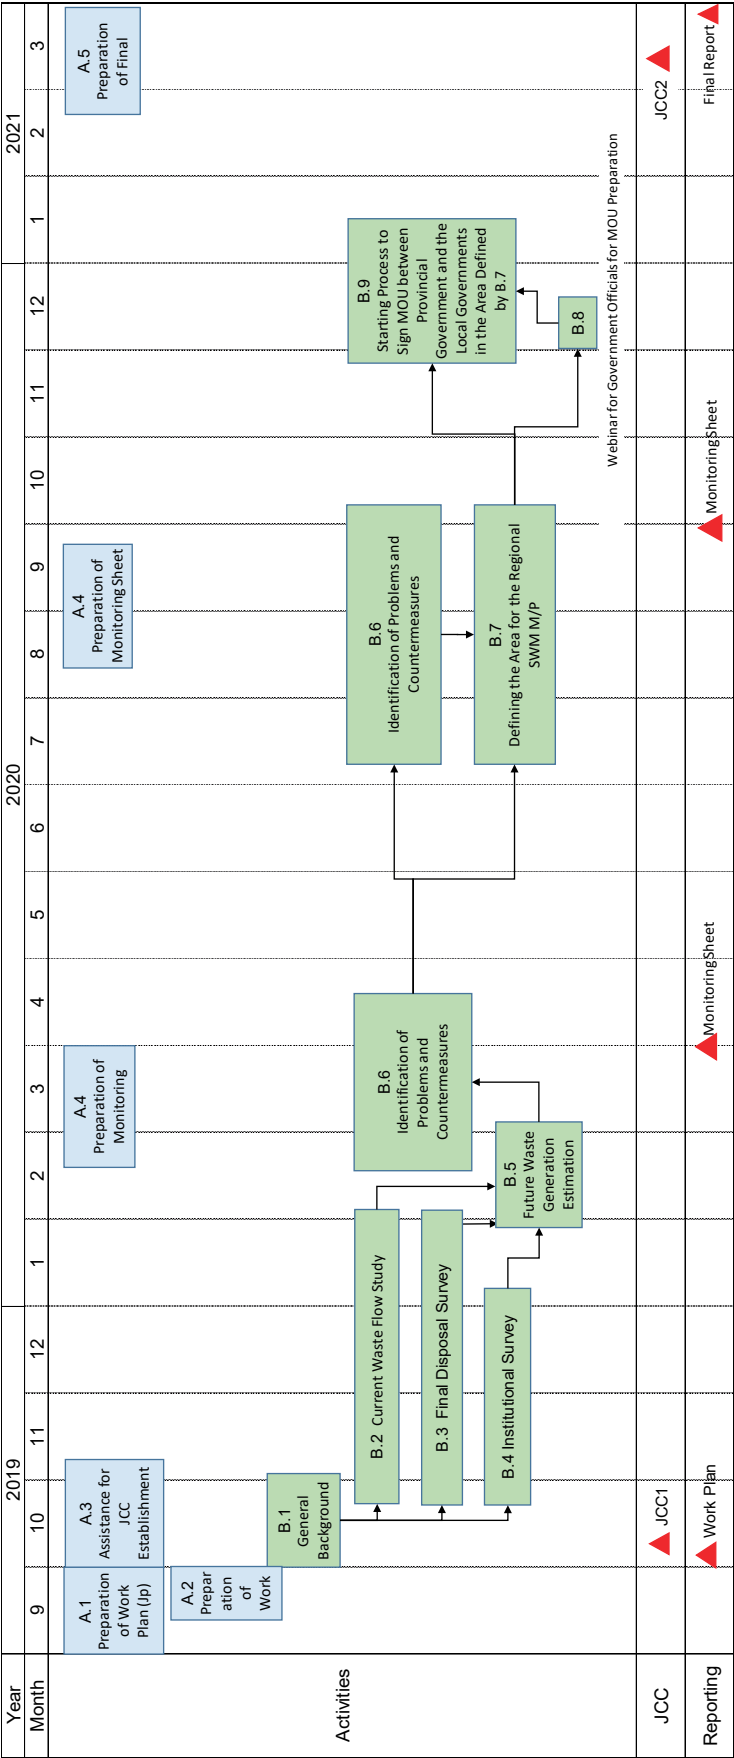 Year
2019
2020
2021
Month
9
10
11
12
1
2
3
4
5
6
7
8
9
10
11
12
1
2
3
Activities
A.1
Preparation
of Work
Plan (Jp)
A.3
Assistance for
JCC
Establishment
A.4
Preparation of
Monitoring
A.4
Preparation of
Monitoring Sheet
A.5
Preparation
of Final
A.2
Prepar
ation
of
Work
B.1
General
Background
B.2 Current Waste Flow Study
B.3 Final Disposal Survey
B.4 Institutional Survey
B.5
Future Waste
Generation
Estimation
B.6
Identification of
Problems and
Countermeasures
B.6
Identification of Problems and
Countermeasures
B.7
Defining the Area for the Regional
SWM M/P
B.9
Starting Process to
Sign MOU between
Provincial
Government and the
Local Governments
in the Area Defined
by B.7
B.8
Webinar for Government Officials for MOU Preparation
JCC
JCC1
JCC2
Reporting
Work Plan
Monitoring Sheet
Monitoring Sheet
Final Report